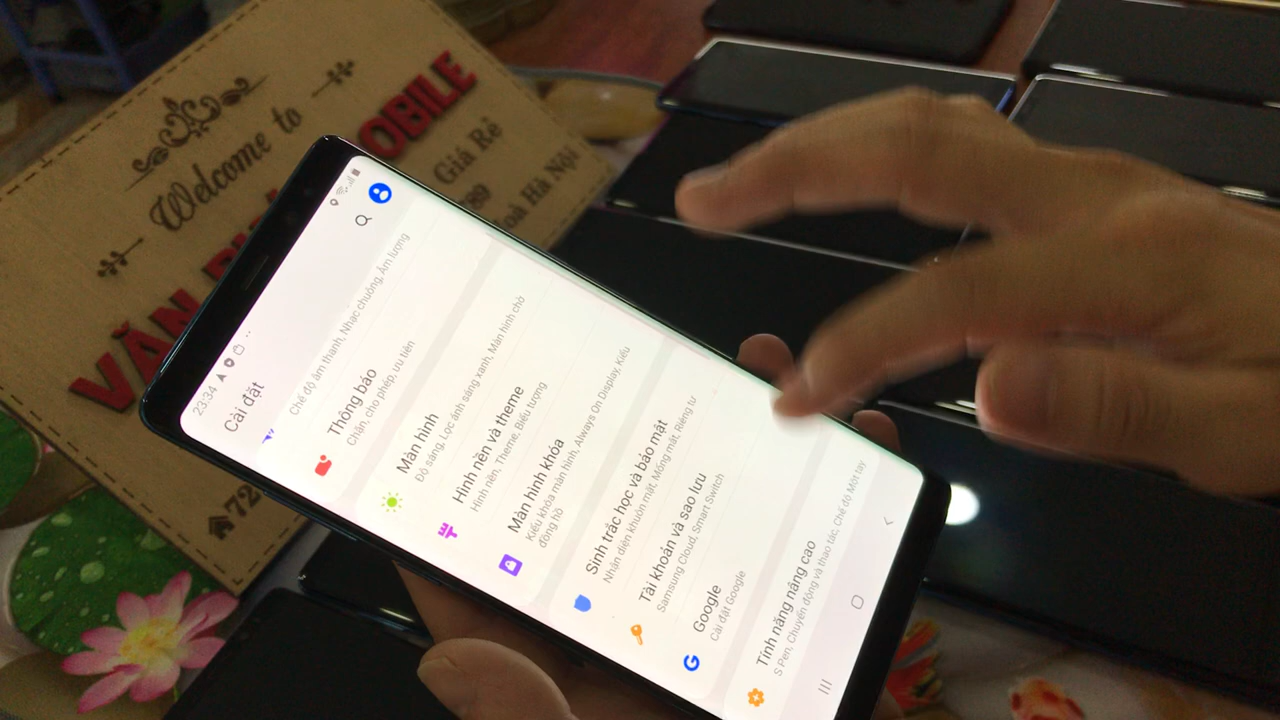 Welcome to
VĂN
OBILE
Giá Rẻ
789
Hà Nội
72
23:34
Cài đặt
Chế độ âm thanh, Nhạc chuông, Âm lượng
Thông báo
Chặn, cho phép, ưu tiên
Màn hình
Độ sáng, Lọc ánh sáng xanh, Màn hình chờ
Hình nền và theme
Hình nền, Theme, Biểu tượng
Màn hình khóa
Kiểu khóa màn hình, Always On Display, Kiểu
đồng hồ
Sinh trắc học và bảo mật
Nhận diện khuôn mặt, Mống mắt, Riêng tư
Tài khoản và sao lưu
Samsung Cloud, Smart Switch
Google
Cài đặt Google
Tính năng nâng cao
S Pen, Chuyển động và thao tác, Chế độ Một tay